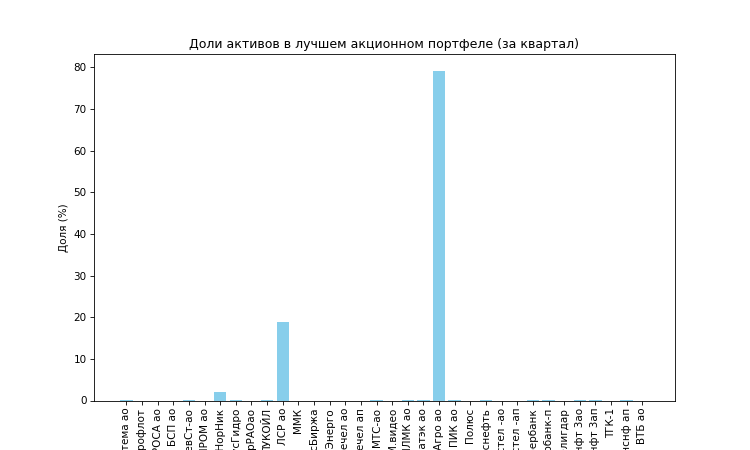 Доли активов в лучшем акционном портфеле (за квартал)
Доля (%)
80
70
60
50
40
30
20
10
0
тема ао
рофлот
РОСА ао
БСП ао
евСт-ао
ПРОМ ао
НорНик
сГидро
рРАОао
ЛУКОЙЛ
ЛСР ао
ММК
сБиржа
Энерго
ечел ао
ечел ап
МТС-ао
М.видео
ЛМК ао
атэк ао
Агро ао
ПИК ао
Полюс
снефть
стел -ао
стел -ап
ербанк
рбанк-п
лигдар
нфт 3ао
нфт 3ап
ТГК-1
нснф ап
ВТБ ао